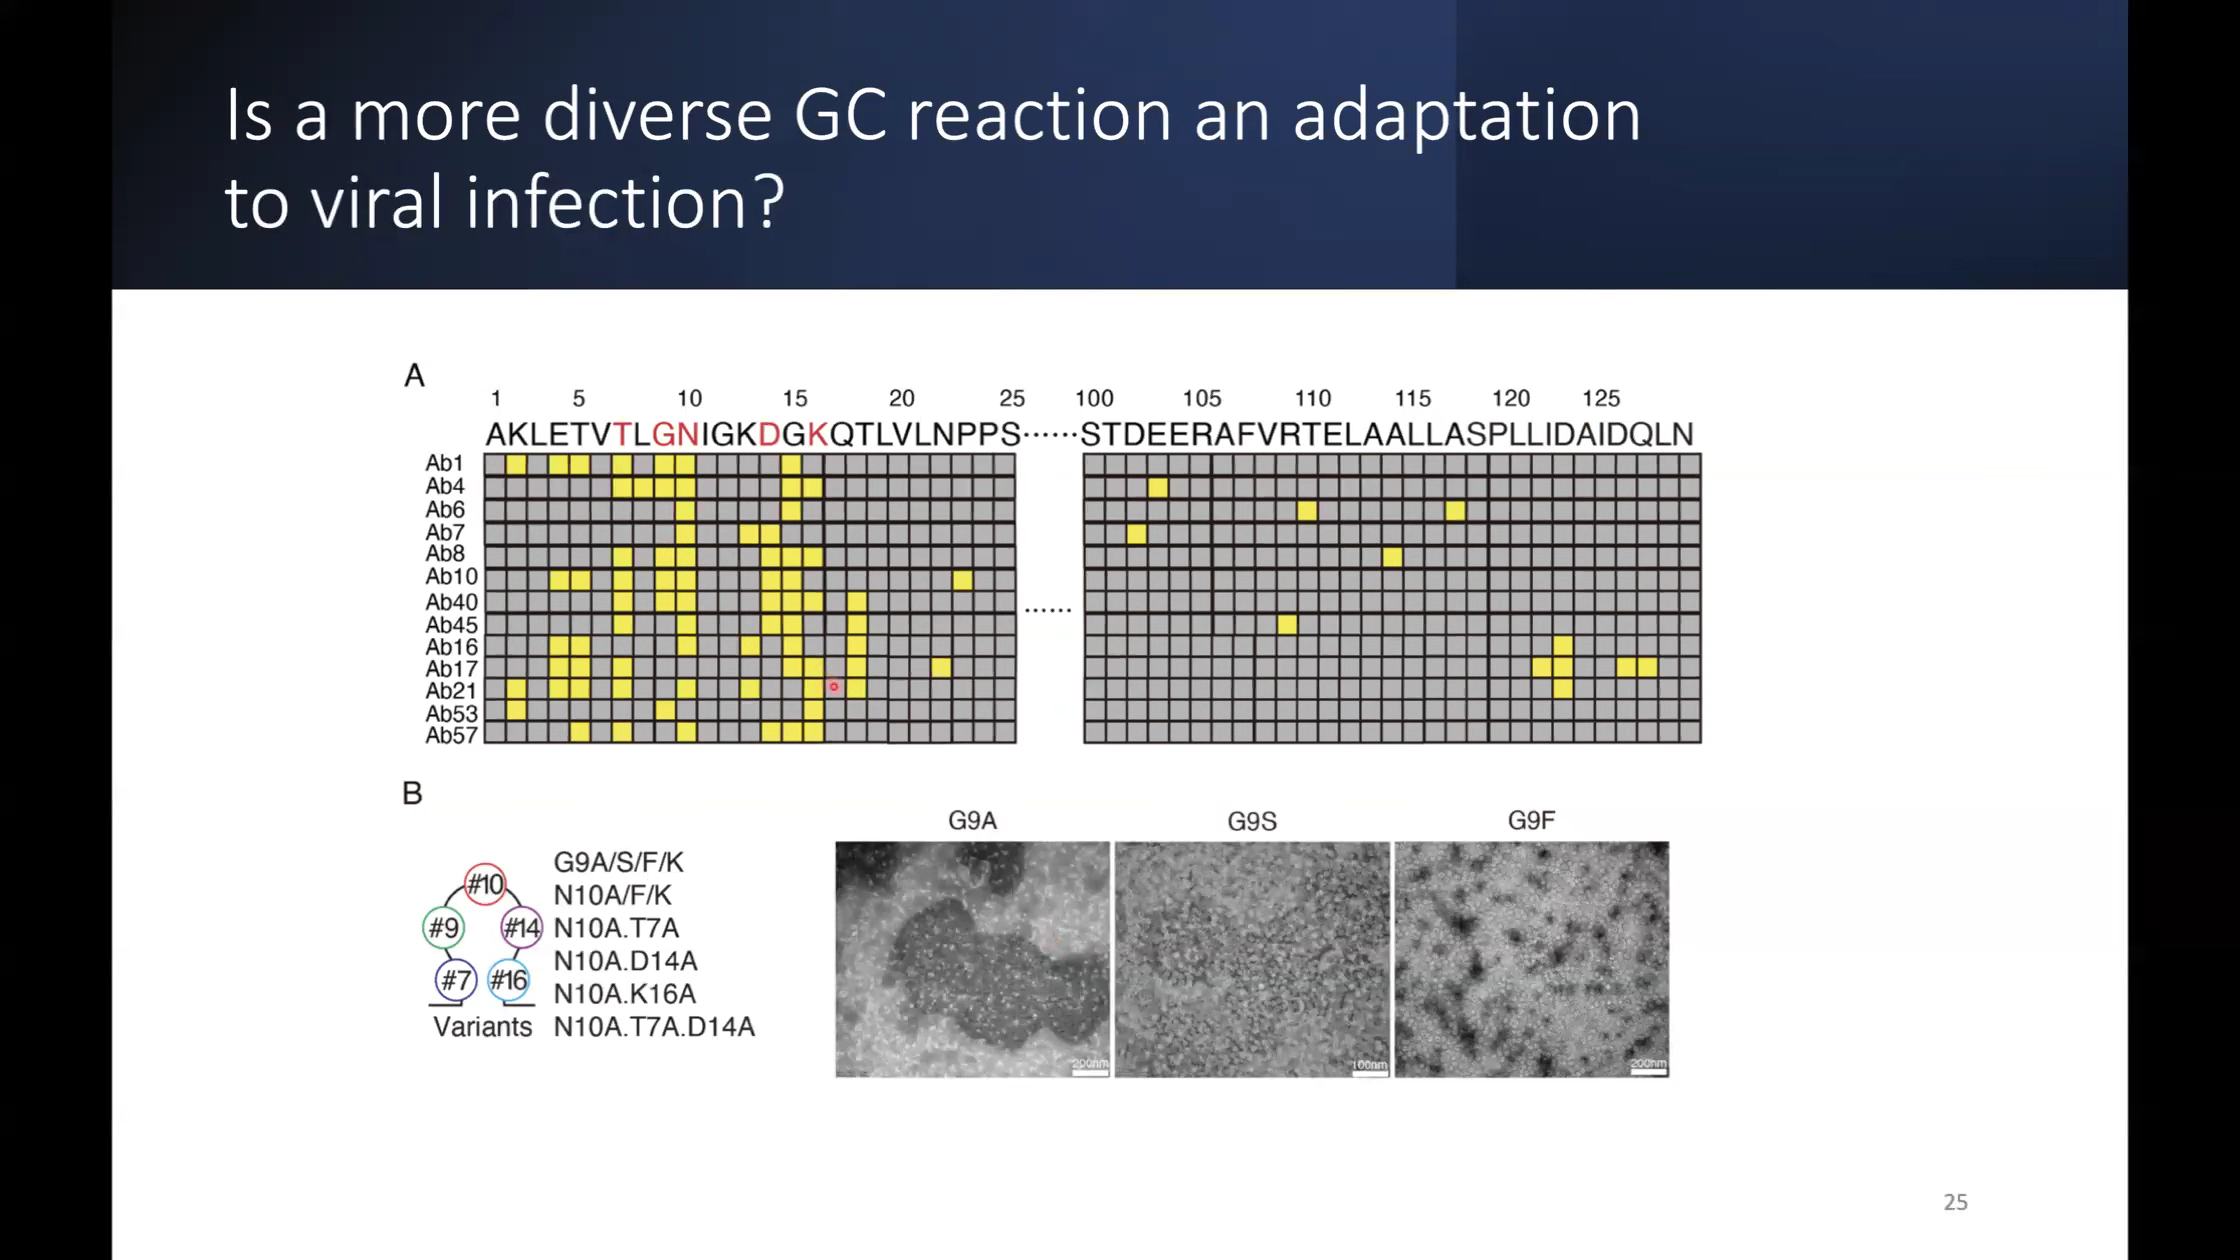 Is a more diverse GC reaction an adaptation
to viral infection?
A
1 5 10 15 20 25 100 105 110 115 120 125
AKLETVTLGNIGKDGKQTLVLNPPS······STDEERAFVRTELAALLASPLLIDAIDQLN
Ab1
Ab4
Ab6
Ab7
Ab8
Ab10
Ab40
······
Ab45
Ab16
Ab17
Ab21
Ab53
Ab57
B
#10
#9
#14
#7
#16
Variants
G9A/S/F/K
N10A/F/K
N10A.T7A
N10A.D14A
N10A.K16A
N10A.T7A.D14A
G9A
G9S
G9F
200nm
100nm
200nm
25